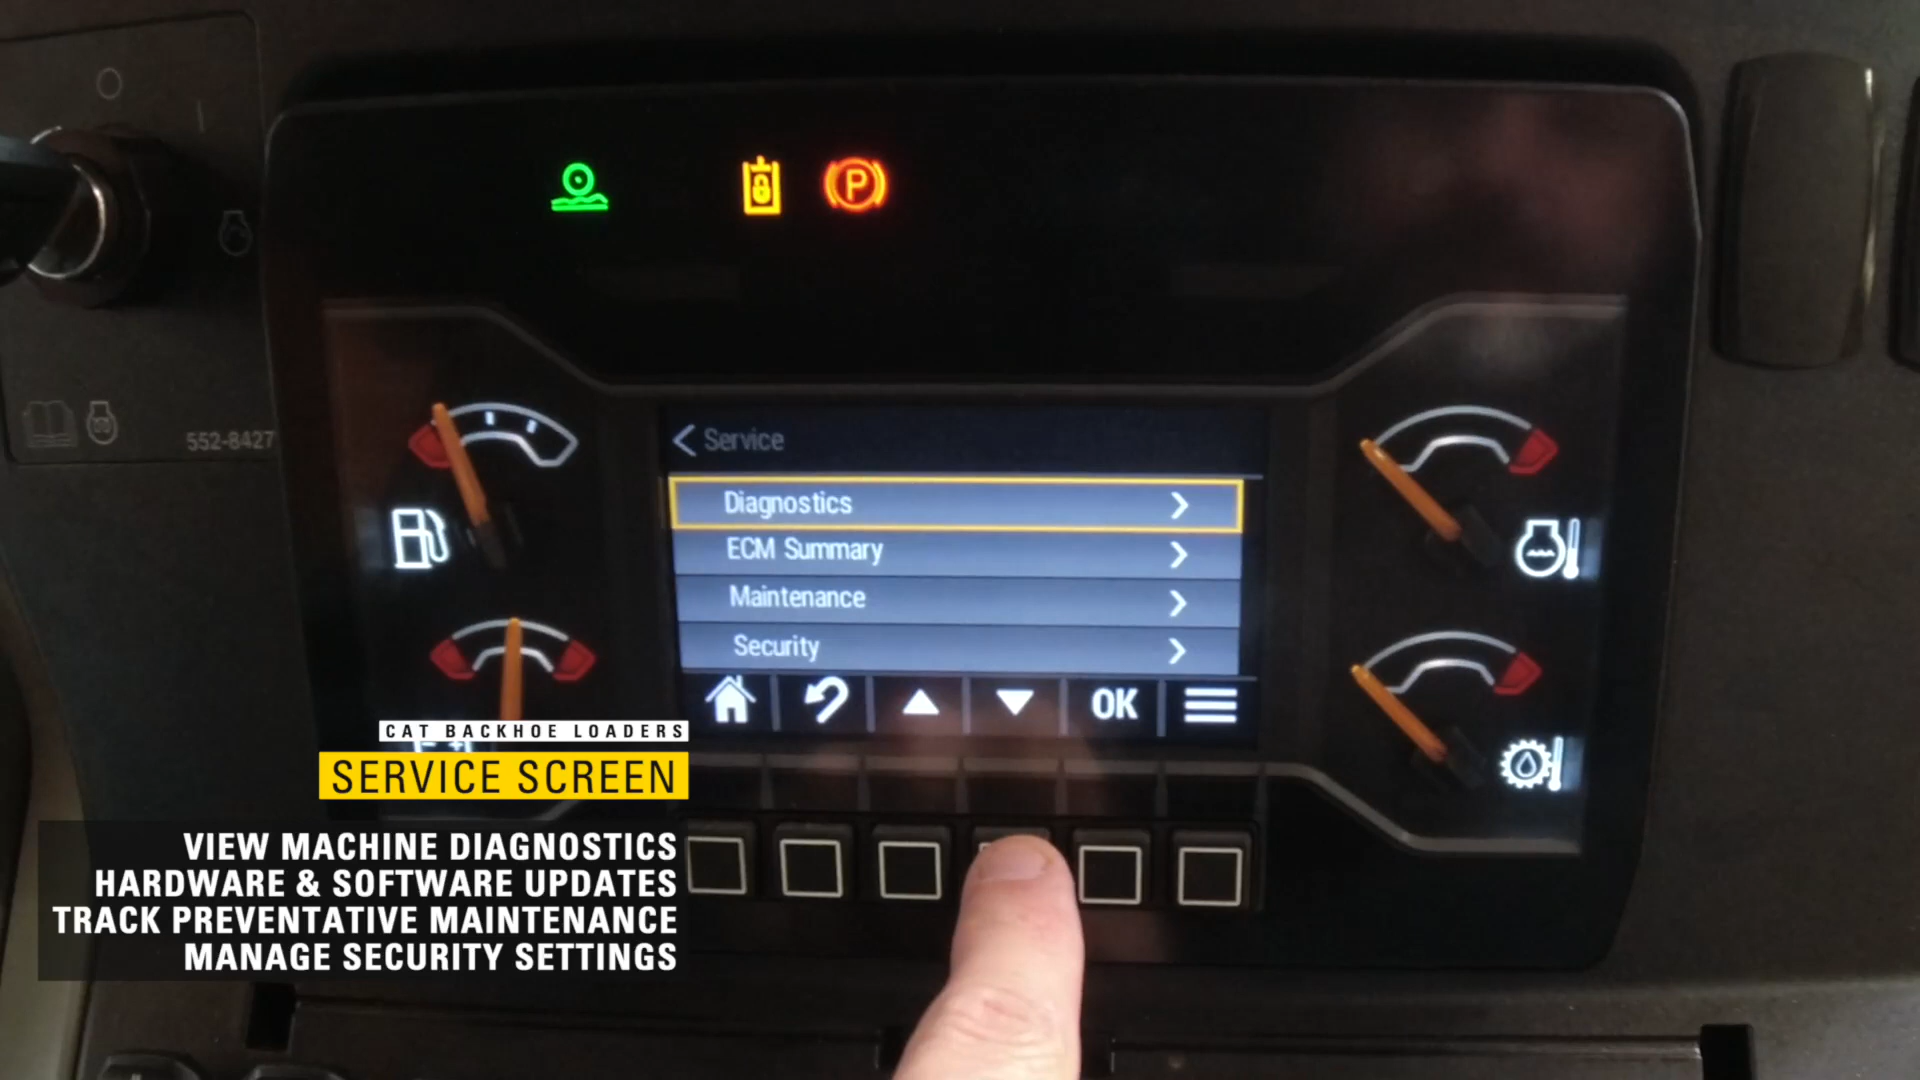 P
552-8427
Service
Diagnostics
ECM Summary
Maintenance
Security
OK
CAT BACKHOE LOADERS
SERVICE SCREEN
VIEW MACHINE DIAGNOSTICS
HARDWARE & SOFTWARE UPDATES
TRACK PREVENTATIVE MAINTENANCE
MANAGE SECURITY SETTINGS